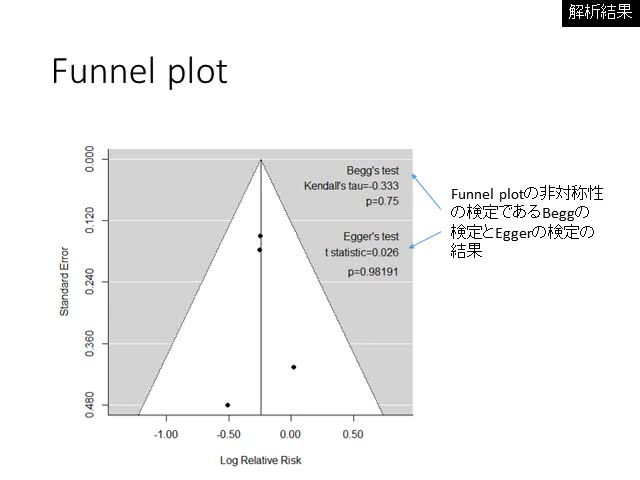 解析結果
Funnel plot
Begg's test
Kendall's tau=-0.333
p=0.75
Egger's test
t statistic=0.026
p=0.98191
Funnel plotの非対称性
の検定であるBeggの
検定とEggerの検定の
結果
Standard Error
0.000
0.120
0.240
0.360
0.480
-1.00
-0.50
0.00
0.50
Log Relative Risk